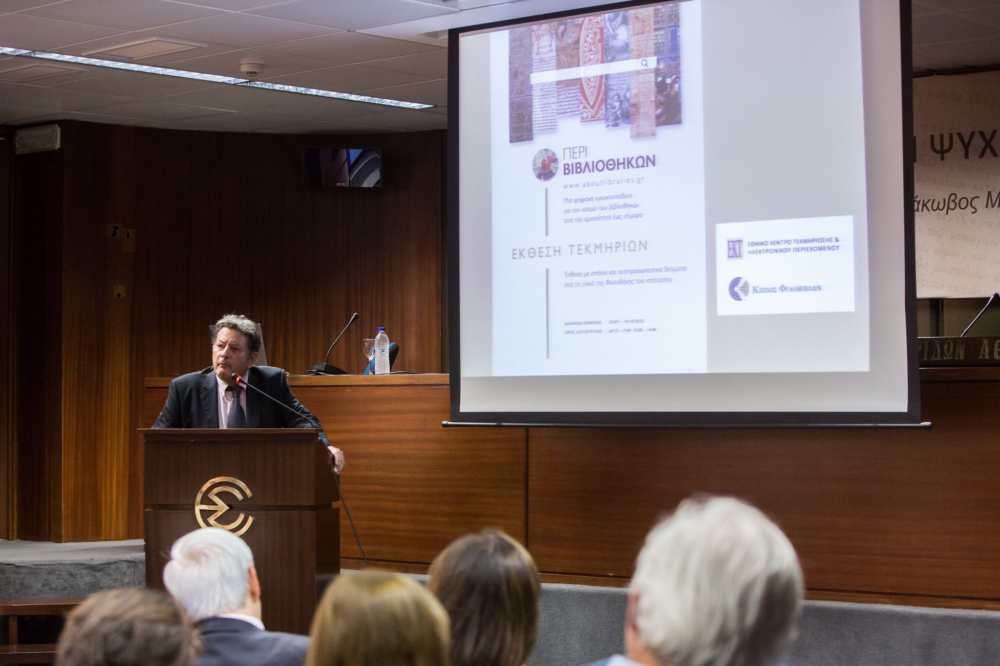 ΠΕΡΙ
ΒΙΒΛΙΟΘΗΚΩΝ
www.aboutlibraries.gr
Μια ψηφιακή εγκυκλοπαίδεια
για τον κόσμο των βιβλιοθηκών
από την αρχαιότητα έως σήμερα
ΕΚΘΕΣΗ ΤΕΚΜΗΡΙΩΝ
Έκθεση με σπάνια και αντιπροσωπευτικά δείγματα
από το υλικό της Φωτοθήκης του ιστότοπου
ΔΙΑΡΚΕΙΑ ΕΚΘΕΣΗΣ 29/09 – 14/10/2022
ΩΡΕΣ ΛΕΙΤΟΥΡΓΙΑΣ ΔΕΥΤ. – ΠΑΡ. 10:00 – 14:00
ΕΚΤ
ΕΘΝΙΚΟ ΚΕΝΤΡΟ ΤΕΚΜΗΡΙΩΣΗΣ &
ΗΛΕΚΤΡΟΝΙΚΟΥ ΠΕΡΙΕΧΟΜΕΝΟΥ
ΚΗΠΟΣ ΦΙΛΟΒΙΒΛΩΝ
ΨΥΧ
άκωβος Μ
ΡΙΔΩΝ ΑΘ